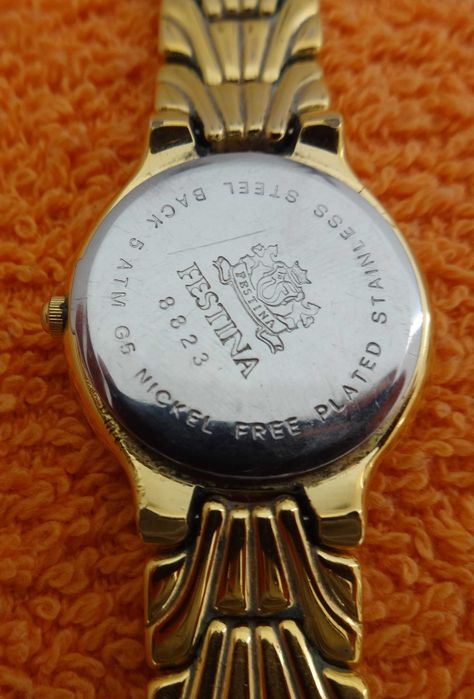 FESTINA
FESTINA
8823
STAINLESS STEEL BACK 5 ATM G5 NICKEL FREE PLATED